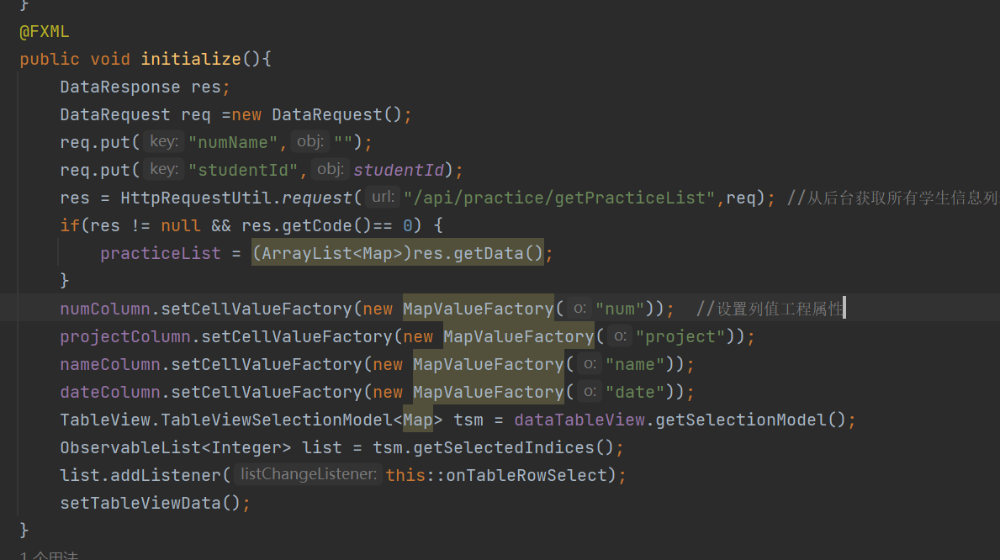 }
@FXML
public void initialize(){
DataResponse res;
DataRequest req =new DataRequest();
req.put( key: "numName", obj: "");
req.put( key: "studentId", obj: studentId);
res = HttpRequestUtil.request( url: "/api/practice/getPracticeList",req); //从后台获取所有学生信息列
if(res != null && res.getCode()== 0) {
practiceList = (ArrayList<Map>)res.getData();
}
numColumn.setCellValueFactory(new MapValueFactory( o: "num")); //设置列值工程属性
projectColumn.setCellValueFactory(new MapValueFactory( o: "project"));
nameColumn.setCellValueFactory(new MapValueFactory( o: "name"));
dateColumn.setCellValueFactory(new MapValueFactory( o: "date"));
TableView.TableViewSelectionModel<Map> tsm = dataTableView.getSelectionModel();
ObservableList<Integer> list = tsm.getSelectedIndices();
list.addListener( listChangeListener: this::onTableRowSelect);
setTableViewData();
}
1 个用法